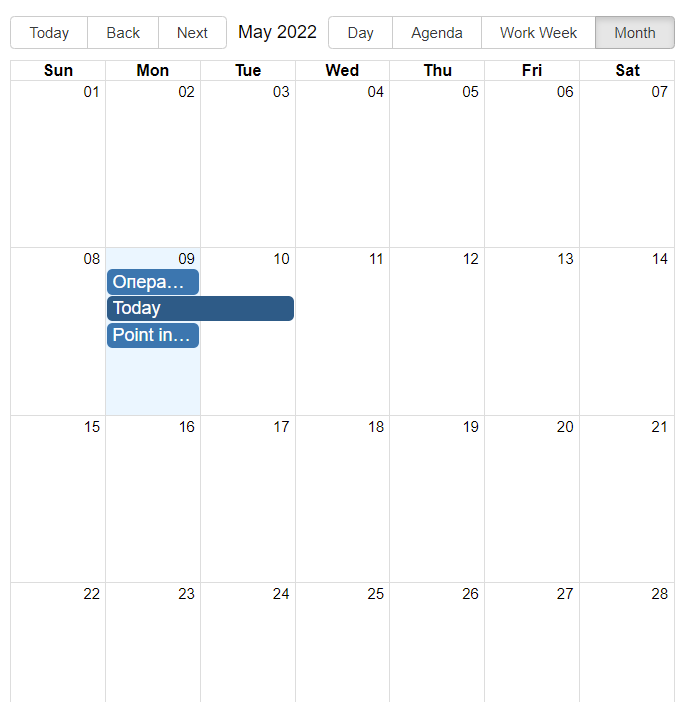 Today Back Next May 2022 Day Agenda Work Week Month
Sun Mon Tue Wed Thu Fri Sat
01 02 03 04 05 06 07
08 09 10 11 12 13 14
Опера…
Today
Point in…
15 16 17 18 19 20 21
22 23 24 25 26 27 28